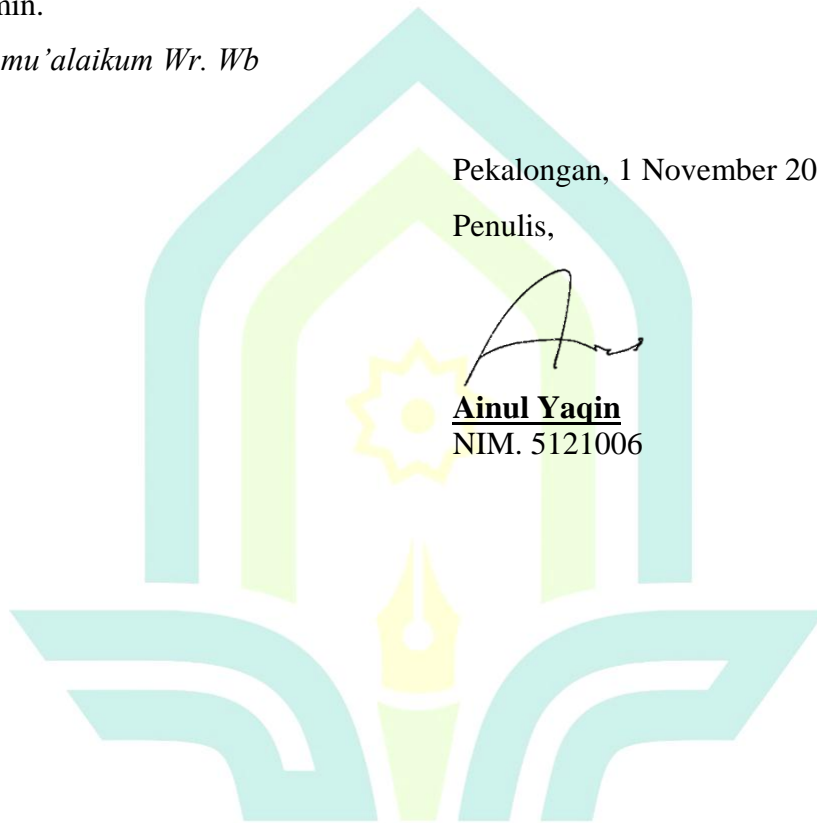 mu’alaikum Wr. Wb
Pekalongan, 1 November 20
Penulis,
Ainul Yaqin
NIM. 5121006